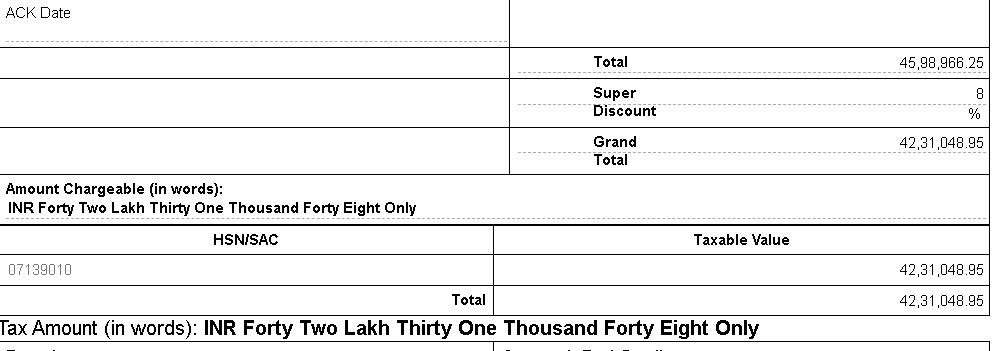 ACK Date
Total 45,98,966.25
Super 8
Discount %
Grand 42,31,048.95
Total
Amount Chargeable (in words):
INR Forty Two Lakh Thirty One Thousand Forty Eight Only
HSN/SAC Taxable Value
07139010 42,31,048.95
Total 42,31,048.95
Tax Amount (in words): INR Forty Two Lakh Thirty One Thousand Forty Eight Only